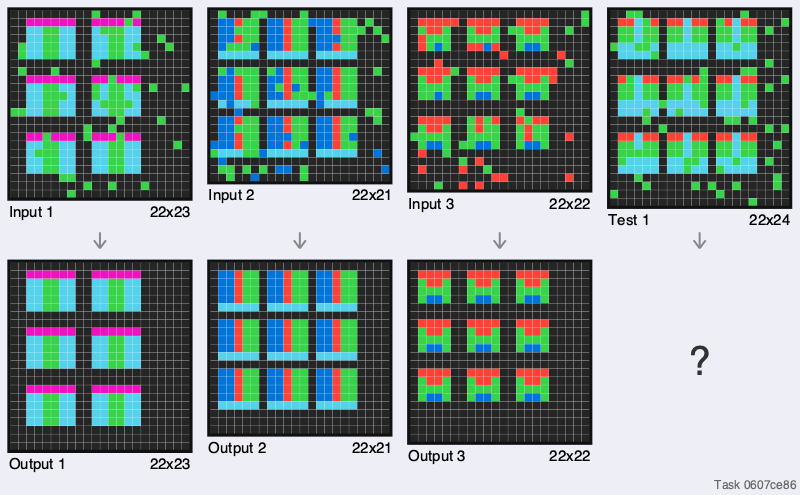 Input 1 22x23
Input 2 22x21
Input 3 22x22
Test 1 22x24
?
Output 1 22x23
Output 2 22x21
Output 3 22x22
Task 0607ce86